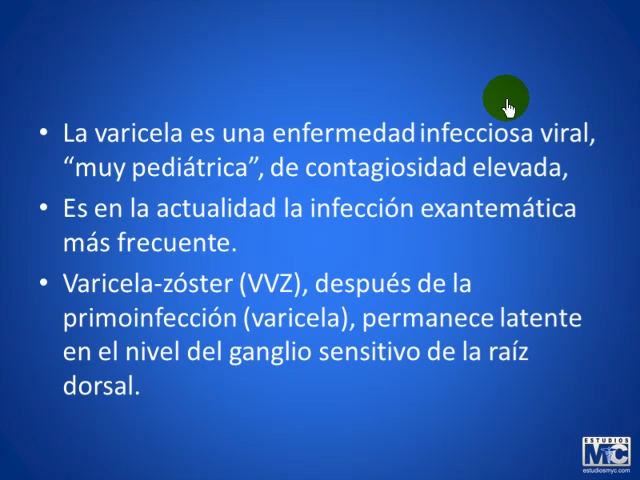 • La varicela es una enfermedad infecciosa viral,
“muy pediátrica”, de contagiosidad elevada,
• Es en la actualidad la infección exantemática
más frecuente.
• Varicela-zóster (VVZ), después de la
primoinfección (varicela), permanece latente
en el nivel del ganglio sensitivo de la raíz
dorsal.
ESTUDIOS
MYC
estudiosmyc.com